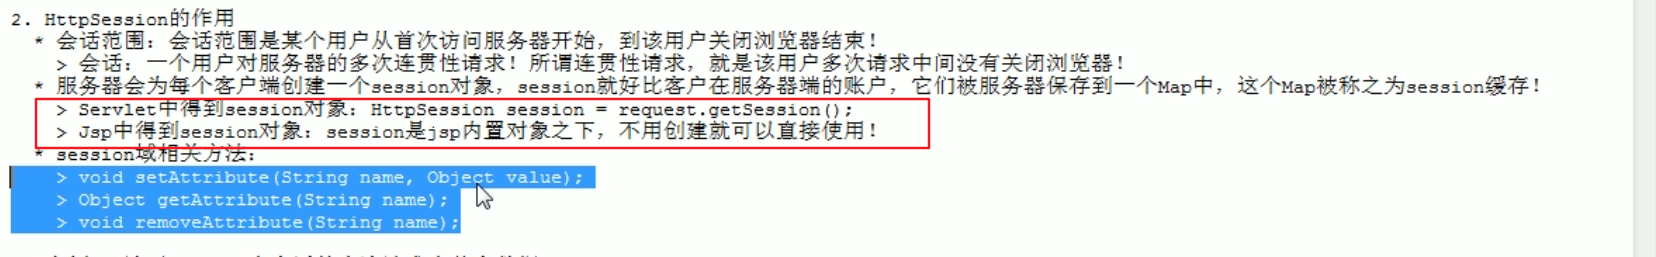 2. HttpSession的作用
* 会话范围：会话范围是某个用户从首次访问服务器开始，到该用户关闭浏览器结束！
> 会话：一个用户对服务器的多次连贯性请求！所谓连贯性请求，就是该用户多次请求中间没有关闭浏览器！
* 服务器会为每个客户端创建一个session对象，session就好比客户在服务器端的账户，它们被服务器保存到一个Map中，这个Map被称之为session缓存！
> Servlet中得到session对象：HttpSession session = request.getSession();
> Jsp中得到session对象：session是jsp内置对象之下，不用创建就可以直接使用！
* session域相关方法：
> void setAttribute(String name, Object value);
> Object getAttribute(String name);
> void removeAttribute(String name);